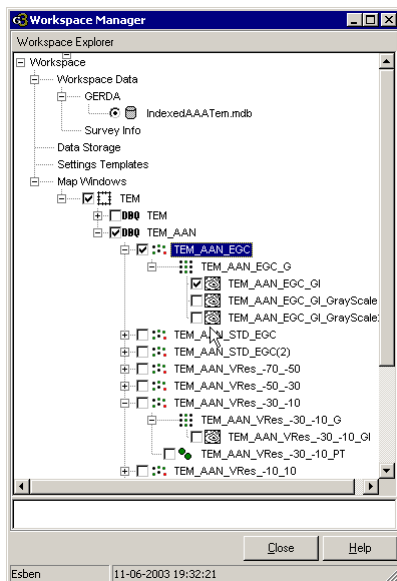 Workspace Manager
Workspace Explorer
Workspace
Workspace Data
GERDA
IndexedAAATem.mdb
Survey Info
Data Storage
Settings Templates
Map Windows
TEM
DBQ TEM
DBQ TEM_AAN
TEM_AAN_EGC
TEM_AAN_EGC_G
TEM_AAN_EGC_GI
TEM_AAN_EGC_GI_GrayScale
TEM_AAN_EGC_GI_GrayScale
TEM_AAN_STD_EGC
TEM_AAN_STD_EGC(2)
TEM_AAN_VRes_-70_-50
TEM_AAN_VRes_-50_-30
TEM_AAN_VRes_-30_-10
TEM_AAN_VRes_-30_-10_G
TEM_AAN_VRes_-30_-10_GI
TEM_AAN_VRes_-30_-10_PT
TEM_AAN_VRes_-10_10
Close Help
Esben 11-06-2003 19:32:21